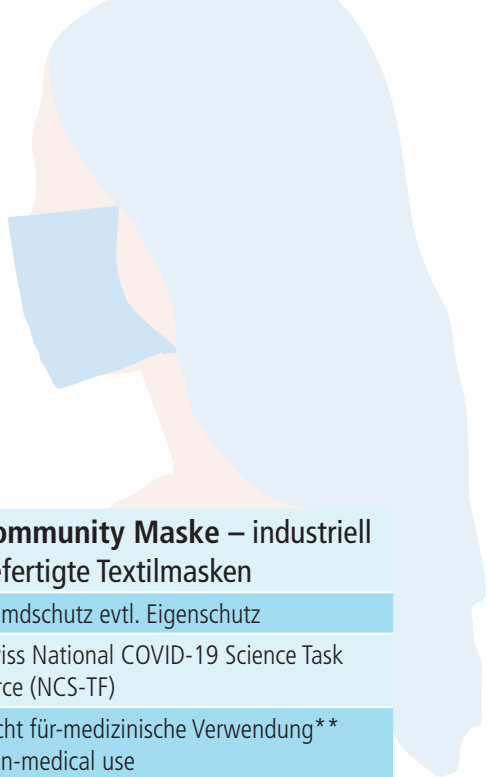 ommunity Maske – industriell
efertigte Textilmasken
mdschutz evtl. Eigenschutz
iss National COVID-19 Science Task
rce (NCS-TF)
cht für-medizinische Verwendung**
n-medical use